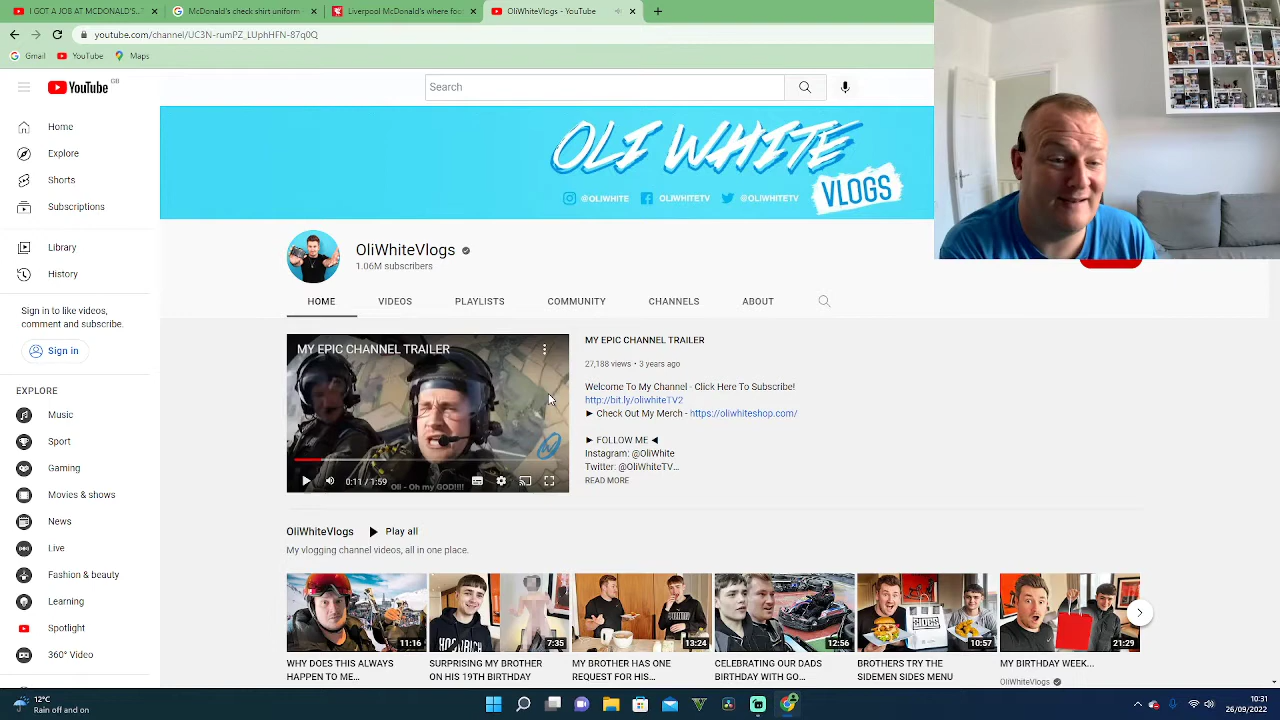 I GOT A JOB AT MCDONALD'S...
McDonald's check shirt uniform
McDonald's where foo
OliWhiteVlogs - YouTube
youtube.com/channel/UC3N-rumPZ_LUphHFN-87q0Q
Gmail
YouTube
Maps
YouTube
GB
Search
OLI WHITE
VLOGS
@OLIWHITE
OLIWHITETV
@OLIWHITETV
Home
Explore
Shorts
Subscriptions
Library
History
Sign in to like videos,
comment and subscribe.
Sign in
EXPLORE
Music
Sport
Gaming
Movies & shows
News
Live
Fashion & beauty
Learning
Spotlight
360° Video
OliWhiteVlogs
1.06M subscribers
HOME
VIDEOS
PLAYLISTS
COMMUNITY
CHANNELS
ABOUT
MY EPIC CHANNEL TRAILER
0:11 / 1:59
Oli - Oh my GOD!!!!
MY EPIC CHANNEL TRAILER
27,188 views • 3 years ago
Welcome To My Channel - Click Here To Subscribe!
http://bit.ly/oliwhiteTV2
► Check Out My Merch - https://oliwhiteshop.com/
► FOLLOW ME ◄
Instagram: @OliWhite
Twitter: @OliWhiteTV...
READ MORE
OliWhiteVlogs
Play all
My vlogging channel videos, all in one place.
11:16
7:35
13:24
12:56
SIDES
10:57
21:29
WHY DOES THIS ALWAYS
HAPPEN TO ME...
SURPRISING MY BROTHER
ON HIS 19TH BIRTHDAY
MY BROTHER HAS ONE
REQUEST FOR HIS...
CELEBRATING OUR DADS
BIRTHDAY WITH GO...
BROTHERS TRY THE
SIDEMEN SIDES MENU
MY BIRTHDAY WEEK...
OliWhiteVlogs
12°C
Rain off and on
10:31
26/09/2022